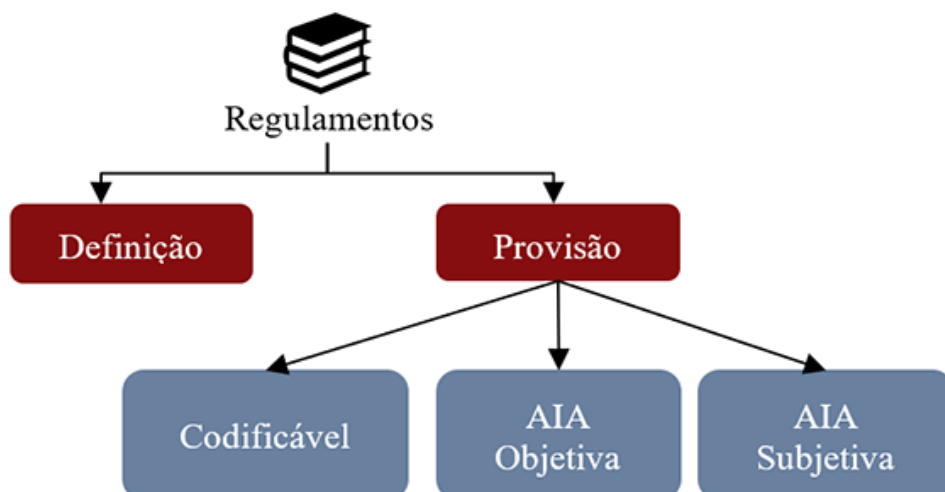 Regulamentos
Definição
Provisão
Codificável
AIA
Objetiva
AIA
Subjetiva